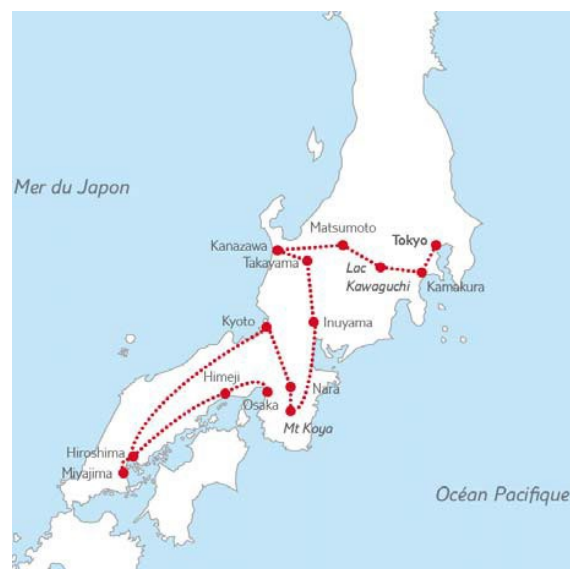 Mer du Japon
Matsumoto
Tokyo
Kanazawa
Takayama
Lac
Kawaguchi
Kamakura
Kyoto
Inuyama
Himeji
Nara
Osaka
Mt Koya
Hiroshima
Miyajima
Océan Pacifique